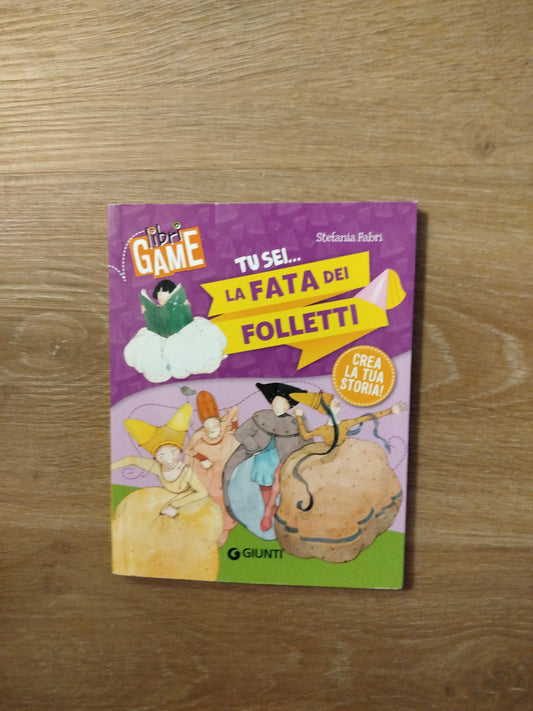 libri
GAME
Stefania Fabri
TU SEI...
LA FATA DEI
FOLLETTI
CREA
LA TUA
STORIA!
G GIUNTI